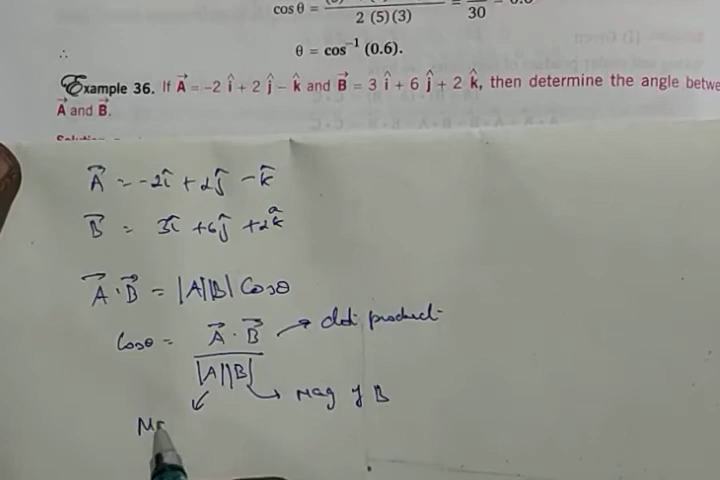 cos θ =
2 (5)(3)
30
∴ θ = cos⁻¹ (0.6).
Example 36. If A⃗ = -2 î + 2 ĵ - k̂ and B⃗ = 3 î + 6 ĵ + 2 k̂, then determine the angle betwe
A⃗ and B⃗.
A⃗ = -2î + 2ĵ - k̂
B⃗ = 3î + 6ĵ + 2k̂
A⃗ · B⃗ = |A||B| Cosθ
Cosθ = A⃗ · B⃗ → dot product
|A||B|
→ Mag of B